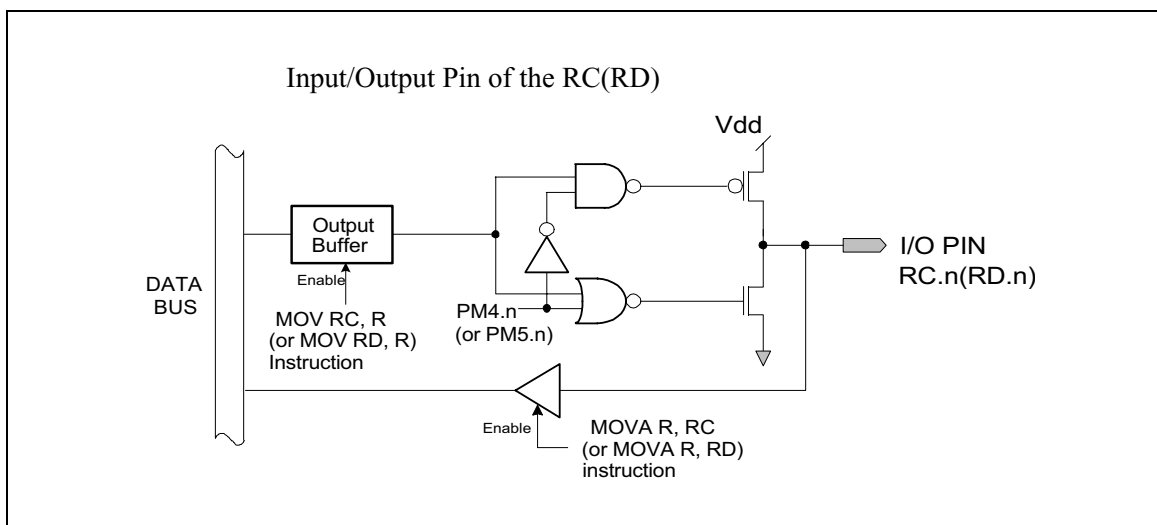 Input/Output Pin of the RC(RD)
Vdd
Output
Buffer
I/O PIN
RC.n(RD.n)
Enable
DATA
BUS
MOV RC, R
(or MOV RD, R)
Instruction
PM4.n
(or PM5.n)
Enable
MOVA R, RC
(or MOVA R, RD)
instruction